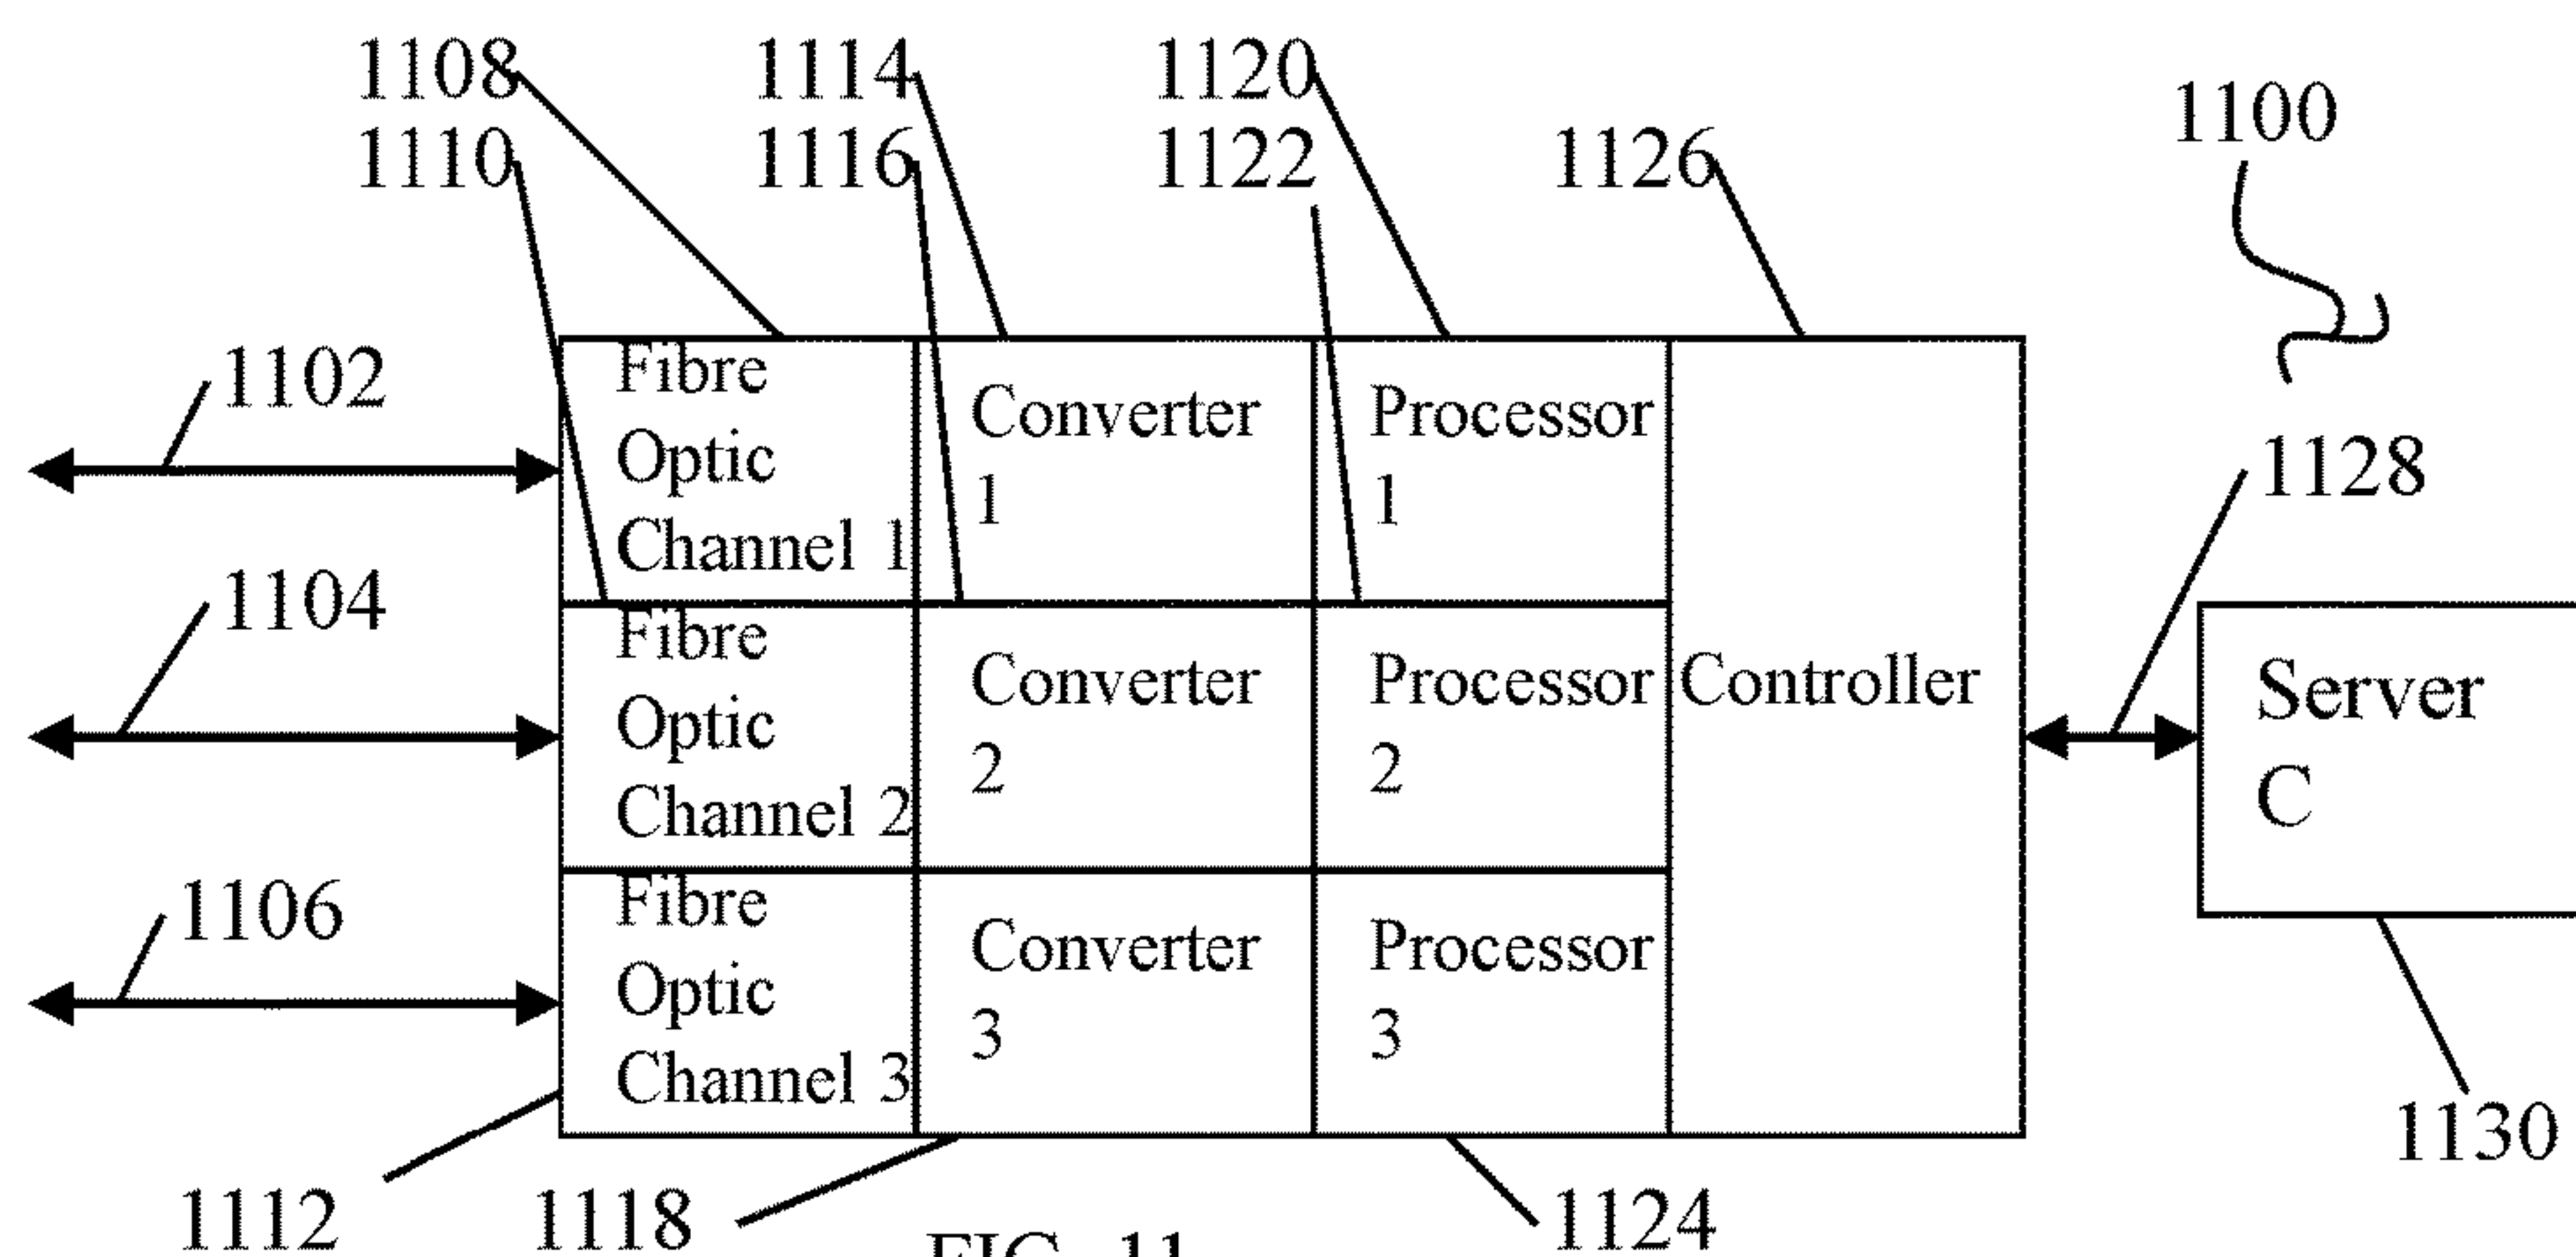 1108 1114 1120
1110 1116 1122 1126 1100
1102
1104
1106
Fibre
Optic
Channel 1
Converter
1
Processor
1
Fibre
Optic
Channel 2
Converter
2
Processor
2
Controller
Fibre
Optic
Channel 3
Converter
3
Processor
3
1128
Server
C
1130
1112 1118 1124
FIG. 11